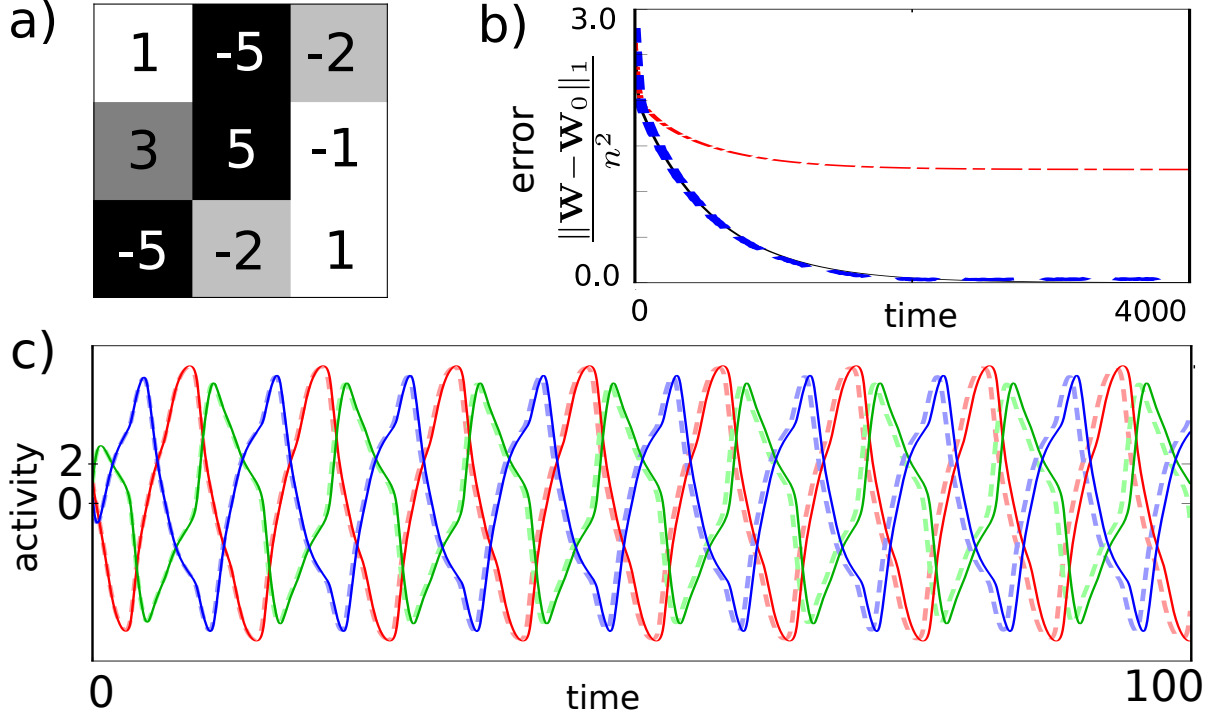 a)
1 -5 -2
3 5 -1
-5 -2 1
b)
3.0
error
‖W−W₀‖₁
n²
0.0
0 time 4000
c)
activity
2
0
0 time 100